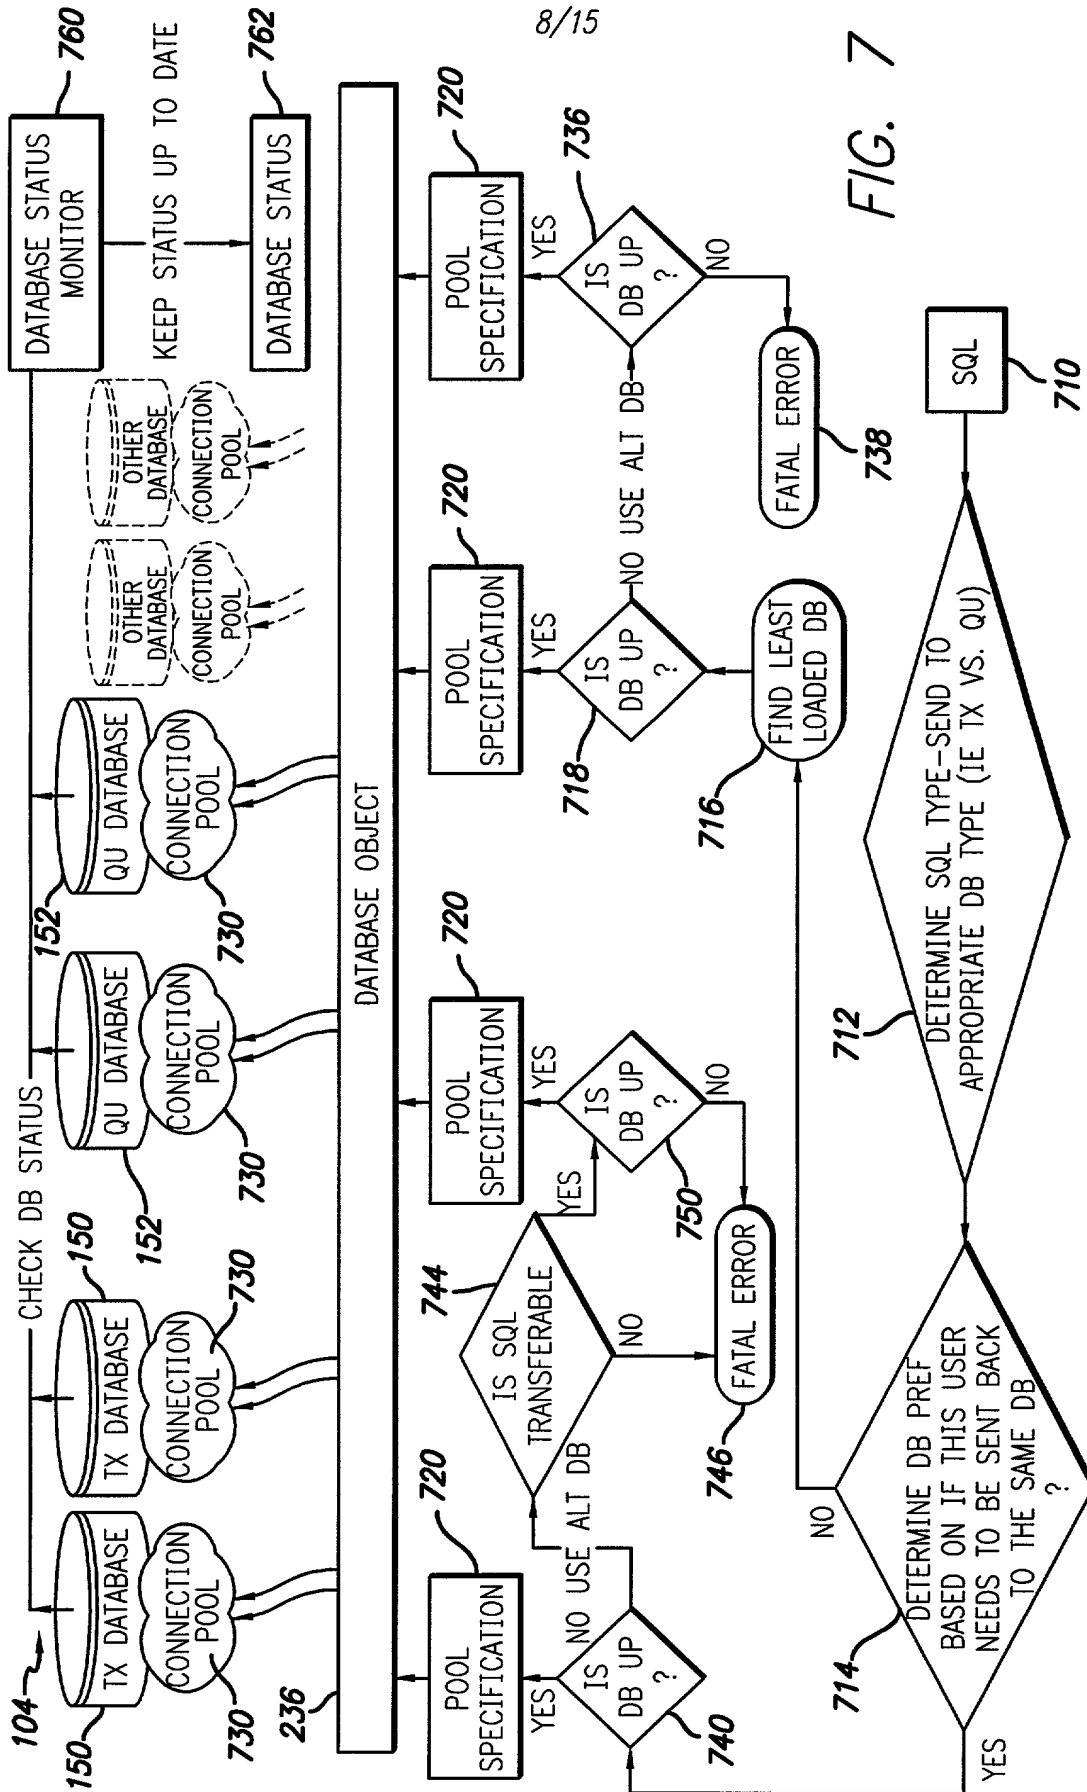 8/15
CHECK DB STATUS
DATABASE STATUS
MONITOR
760
KEEP STATUS UP TO DATE
DATABASE STATUS
762
104
TX DATABASE
CONNECTION
POOL
150
730
TX DATABASE
CONNECTION
POOL
150
730
QU DATABASE
CONNECTION
POOL
152
730
QU DATABASE
CONNECTION
POOL
152
730
OTHER
DATABASE
CONNECTION
POOL
OTHER
DATABASE
CONNECTION
POOL
236
DATABASE OBJECT
POOL
SPECIFICATION
720
POOL
SPECIFICATION
720
POOL
SPECIFICATION
720
POOL
SPECIFICATION
720
YES
IS
DB UP
?
740
NO USE ALT DB
IS SQL
TRANSFERABLE
744
YES
NO
YES
IS
DB UP
?
750
NO
FATAL ERROR
746
YES
IS
DB UP
?
718
NO USE ALT DB
YES
IS
DB UP
?
736
NO
FATAL ERROR
738
FIND LEAST
LOADED DB
716
SQL
710
DETERMINE SQL TYPE-SEND TO
APPROPRIATE DB TYPE (IE TX VS. QU)
712
DETERMINE DB PREF
BASED ON IF THIS USER
NEEDS TO BE SENT BACK
TO THE SAME DB
?
714
NO
YES
FIG. 7